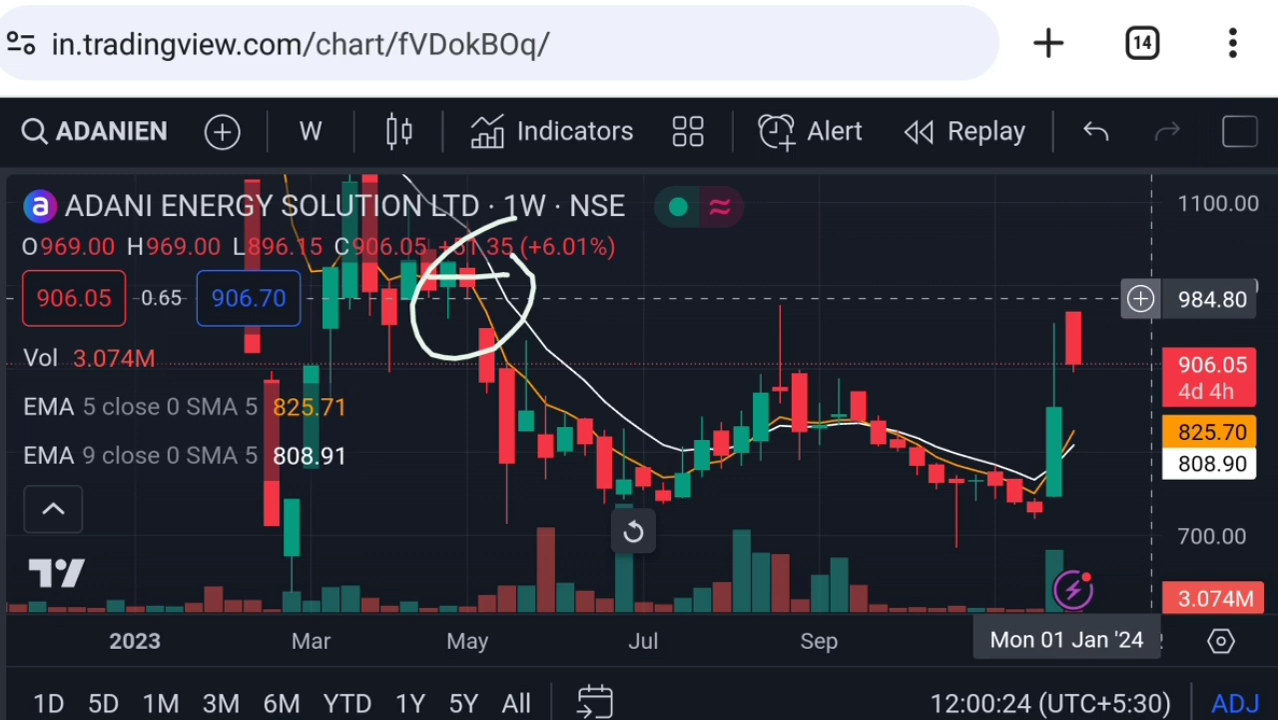 in.tradingview.com/chart/fVDokBOq/
14
ADANIEN
W
Indicators
Alert
Replay
a ADANI ENERGY SOLUTION LTD · 1W · NSE
O969.00 H969.00 L896.15 C906.05 +51.35 (+6.01%)
906.05
0.65
906.70
Vol 3.074M
EMA 5 close 0 SMA 5 825.71
EMA 9 close 0 SMA 5 808.91
1100.00
984.80
906.05
4d 4h
825.70
808.90
700.00
3.074M
2023
Mar
May
Jul
Sep
Mon 01 Jan '24
1D
5D
1M
3M
6M
YTD
1Y
5Y
All
12:00:24 (UTC+5:30)
ADJ